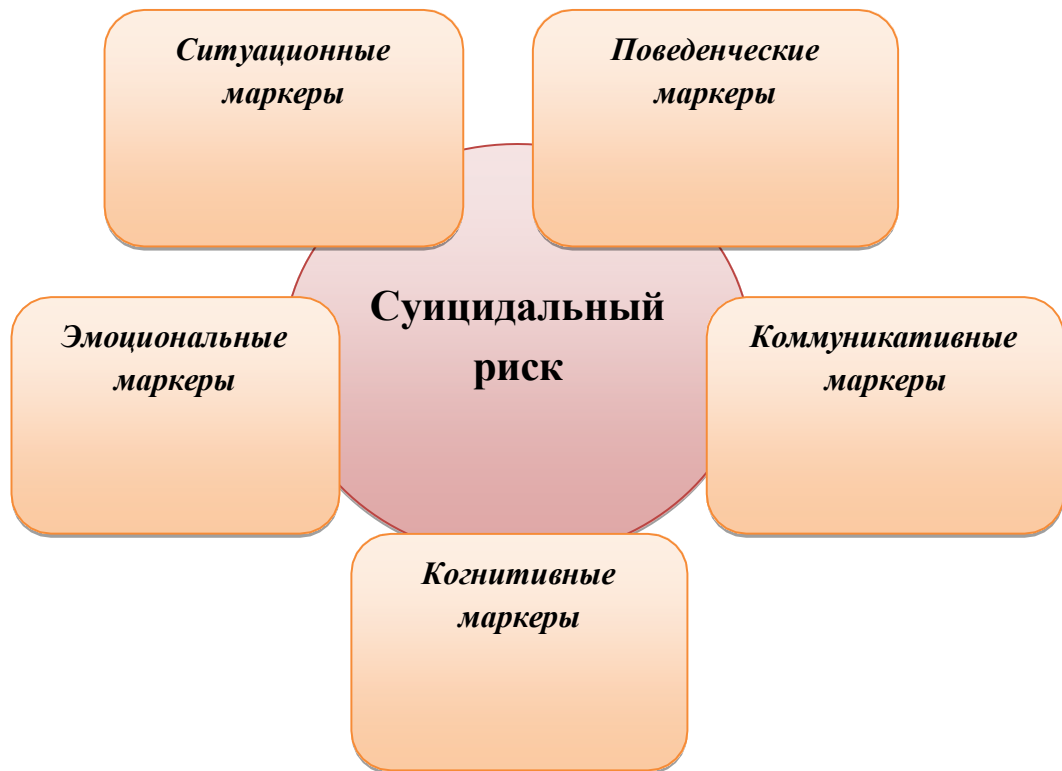 Ситуационные
маркеры
Поведенческие
маркеры
Суицидальный
риск
Эмоциональные
маркеры
Коммуникативные
маркеры
Когнитивные
маркеры